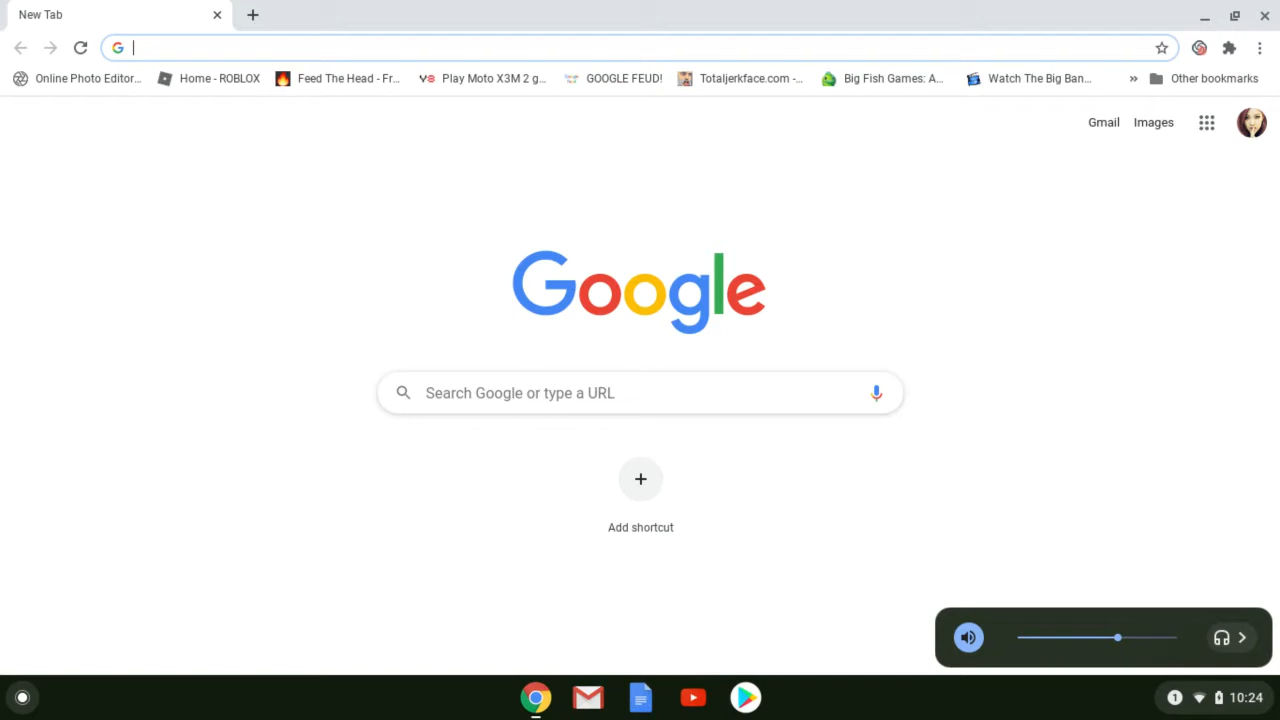 New Tab
Online Photo Editor...
Home - ROBLOX
Feed The Head - Fr...
Play Moto X3M 2 g...
GOOGLE FEUD!
Totaljerkface.com -...
Big Fish Games: A...
Watch The Big Ban...
»
Other bookmarks
Gmail
Images
Google
Search Google or type a URL
Add shortcut
1
10:24